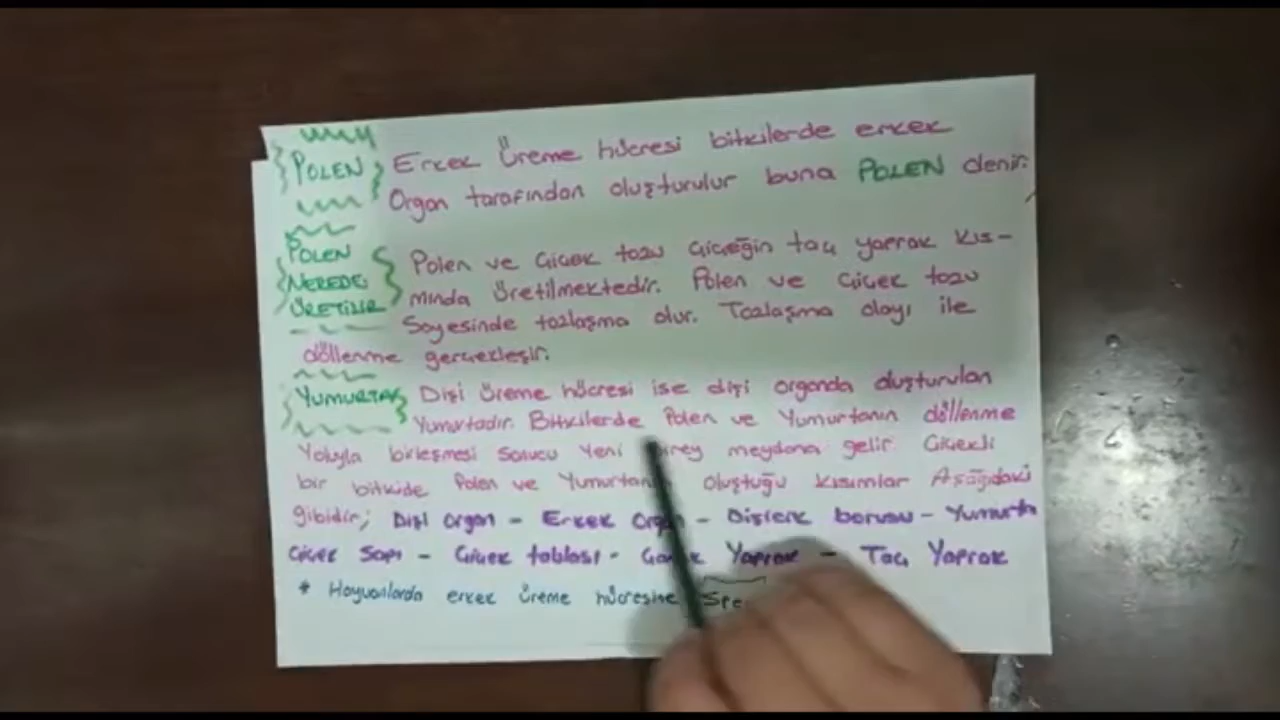 POLEN
Erkek Üreme hücresi bitkilerde erkek
Organ tarafından oluşturulur buna POLEN denir.
POLEN
NEREDE
ÜRETİLİR
Polen ve Çiçek tozu Çiçeğin taç yaprak kıs-
mında Üretilmektedir. Polen ve Çiçek tozu
Sayesinde tozlaşma olur. Tozlaşma olayı ile
döllenme gerçekleşir.
YUMURTA
Dişi Üreme hücresi ise dişi organda oluşturulan
Yumurtadır. Bitkilerde Polen ve Yumurtanın döllenme
Yoluyla birleşmesi sonucu Yeni meydana gelir. Çiçekli
bir bitkide Polen ve oluştuğu kısımlar Aşağıdaki
gibidir; Dişi organ - Erkek - borusu - Yumurta
Çiçek Sapı - Çiçek tablası - Yaprak - Taç Yaprak
* Hayvanlarda erkek üreme hücresine